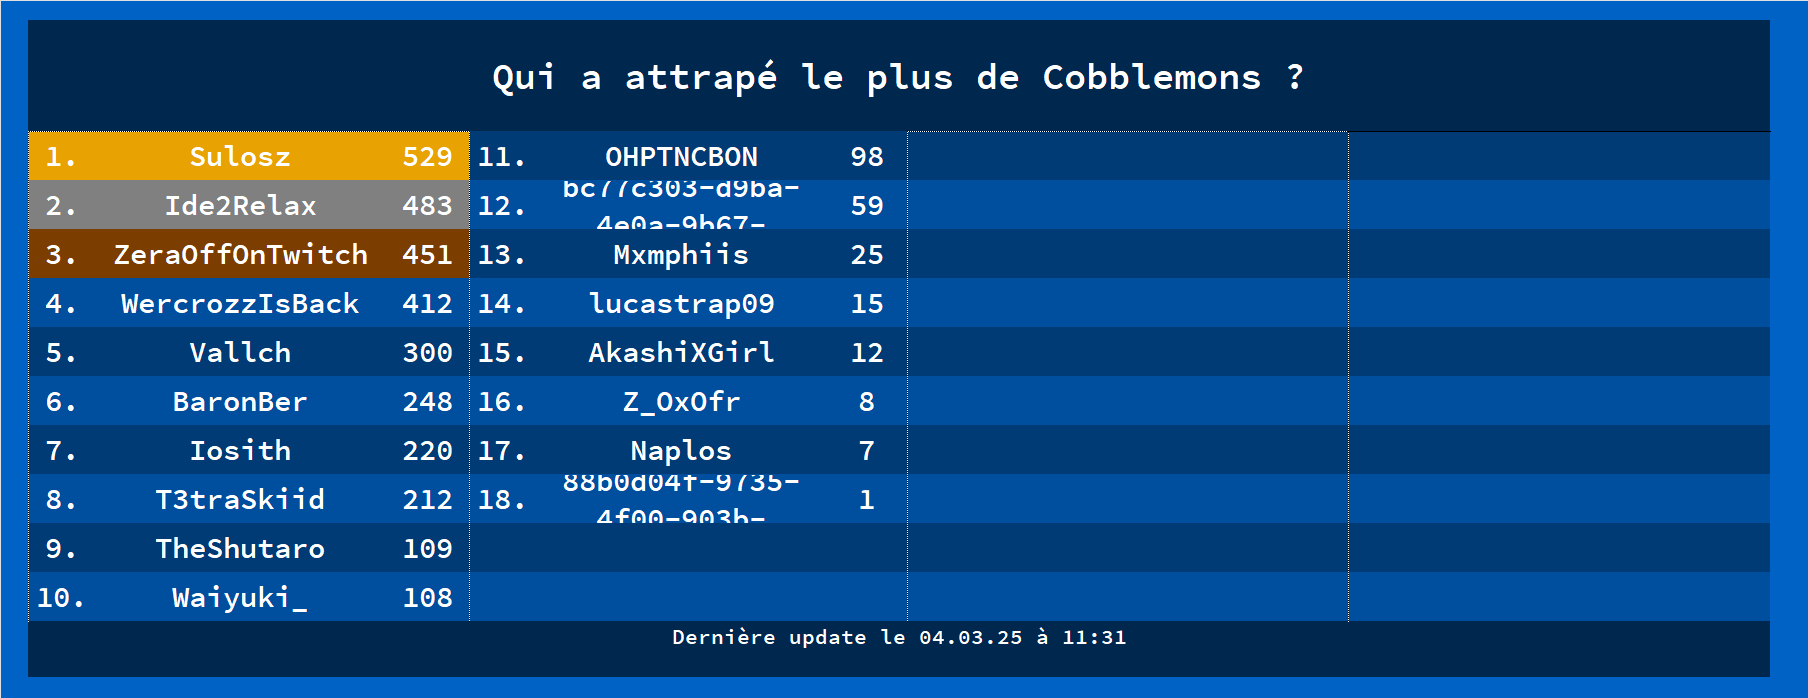 Qui a attrapé le plus de Cobblemons ?
1. Sulosz 529
2. Ide2Relax 483
3. ZeraOffOnTwitch 451
4. WercrozzIsBack 412
5. Vallch 300
6. BaronBer 248
7. Iosith 220
8. T3traSkiid 212
9. TheShutaro 109
10. Waiyuki_ 108
11. OHPTNCBON 98
bc77c303-d9ba-
12. 59
4e0a-9b67-
13. Mxmphiis 25
14. lucastrap09 15
15. AkashiXGirl 12
16. Z_OxOfr 8
17. Naplos 7
88b0d04f-9735-
18. 1
4f00-903b-
Dernière update le 04.03.25 à 11:31